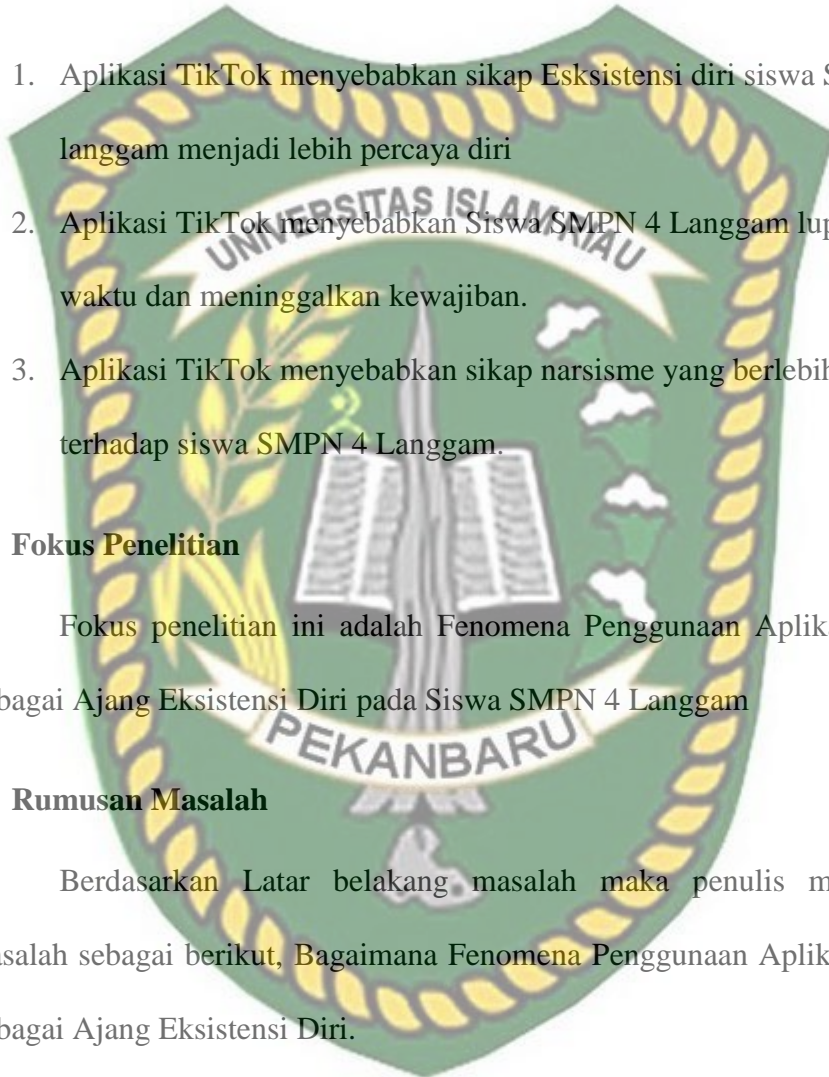 1. Aplikasi TikTok menyebabkan sikap Esksistensi diri siswa S
langgam menjadi lebih percaya diri
UNIVERSITAS ISLAM RIAU
2. Aplikasi TikTok menyebabkan Siswa SMPN 4 Langgam lup
waktu dan meninggalkan kewajiban.
3. Aplikasi TikTok menyebabkan sikap narsisme yang berlebih
terhadap siswa SMPN 4 Langgam.
Fokus Penelitian
Fokus penelitian ini adalah Fenomena Penggunaan Aplika
bagai Ajang Eksistensi Diri pada Siswa SMPN 4 Langgam
PEKANBARU
Rumusan Masalah
Berdasarkan Latar belakang masalah maka penulis m
asalah sebagai berikut, Bagaimana Fenomena Penggunaan Aplik
bagai Ajang Eksistensi Diri.